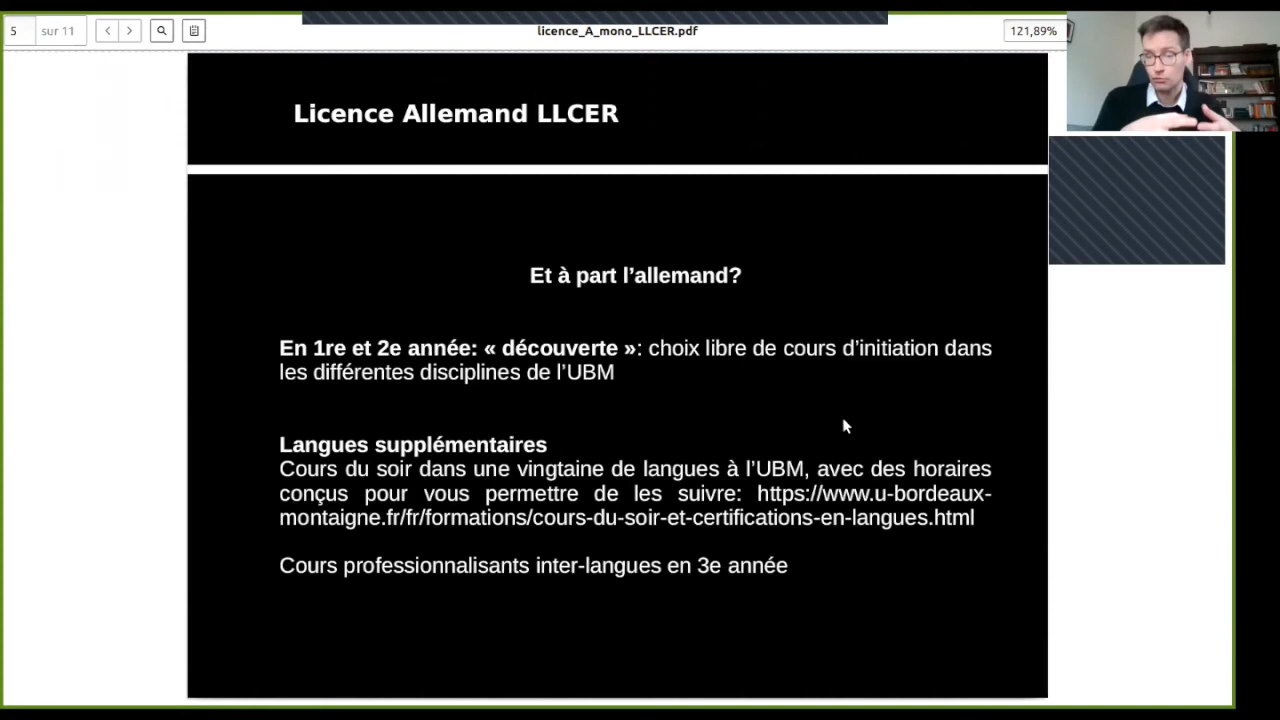 5 sur 11
licence_A_mono_LLCER.pdf
121,89%
Licence Allemand LLCER
Et à part l’allemand?
En 1re et 2e année: « découverte »: choix libre de cours d’initiation dans
les différentes disciplines de l’UBM
Langues supplémentaires
Cours du soir dans une vingtaine de langues à l’UBM, avec des horaires
conçus pour vous permettre de les suivre: https://www.u-bordeaux-
montaigne.fr/fr/formations/cours-du-soir-et-certifications-en-langues.html
Cours professionnalisants inter-langues en 3e année